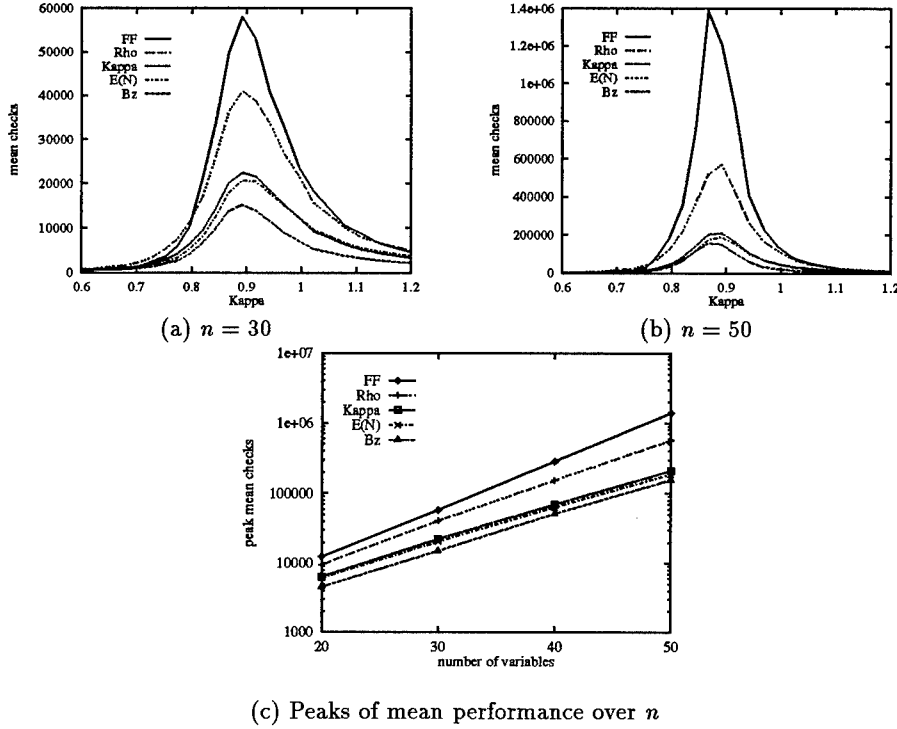 60000
50000
40000
30000
20000
10000
0
mean checks
FF
Rho
Kappa
E(N)
Bz
0.6 0.7 0.8 0.9 1 1.1 1.2
Kappa
(a) n = 30
1.4e+06
1.2e+06
1e+06
800000
600000
400000
200000
0
mean checks
FF
Rho
Kappa
E(N)
Bz
0.6 0.7 0.8 0.9 1 1.1 1.2
Kappa
(b) n = 50
1e+07
1e+06
100000
10000
1000
peak mean checks
FF
Rho
Kappa
E(N)
Bz
20 30 40 50
number of variables
(c) Peaks of mean performance over n